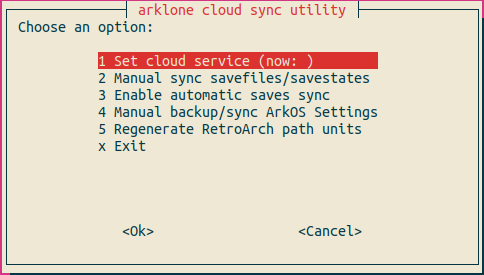 arklone cloud sync utility
Choose an option:
1 Set cloud service (now: )
2 Manual sync savefiles/savestates
3 Enable automatic saves sync
4 Manual backup/sync ArkOS Settings
5 Regenerate RetroArch path units
x Exit
<Ok> <Cancel>